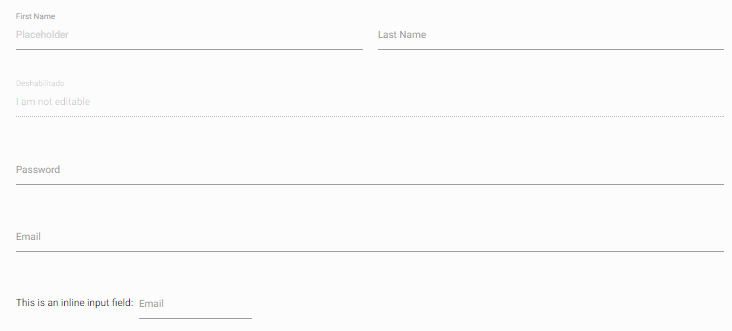 First Name
Placeholder
Last Name
Deshabilitado
I am not editable
Password
Email
This is an inline input field: Email